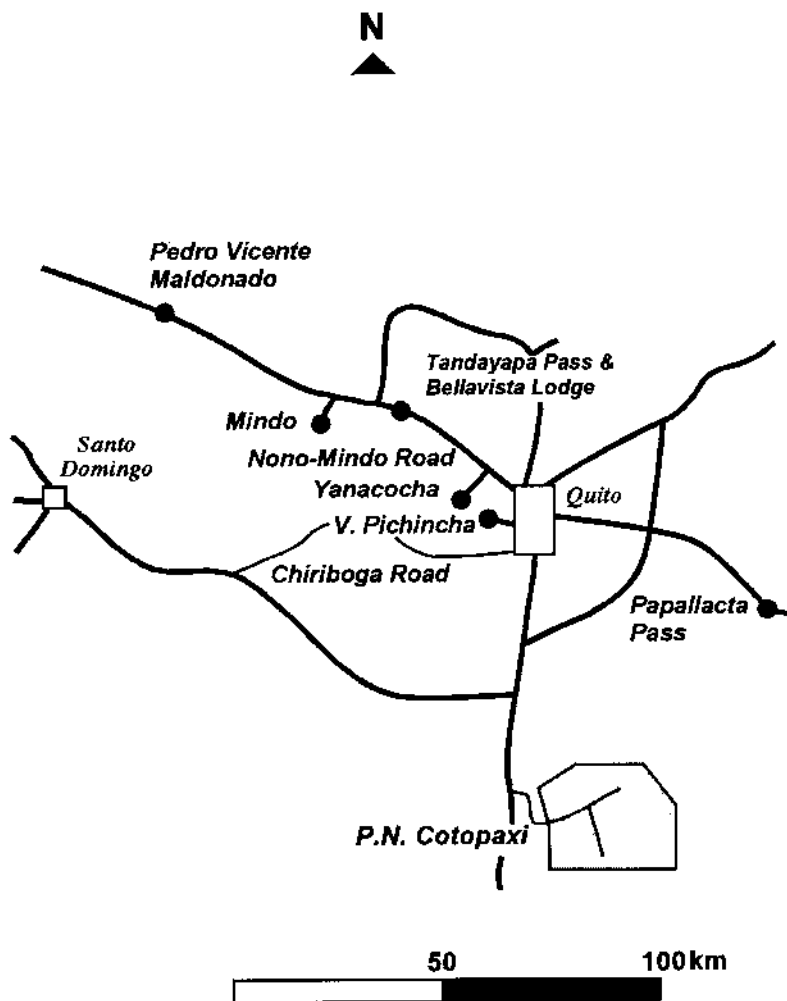 N
Pedro Vicente
Maldonado
Tandayapa Pass &
Bellavista Lodge
Mindo
Santo
Domingo
Nono-Mindo Road
Yanacocha
Quito
V. Pichincha
Chiriboga Road
Papallacta
Pass
P.N. Cotopaxi
50
100km